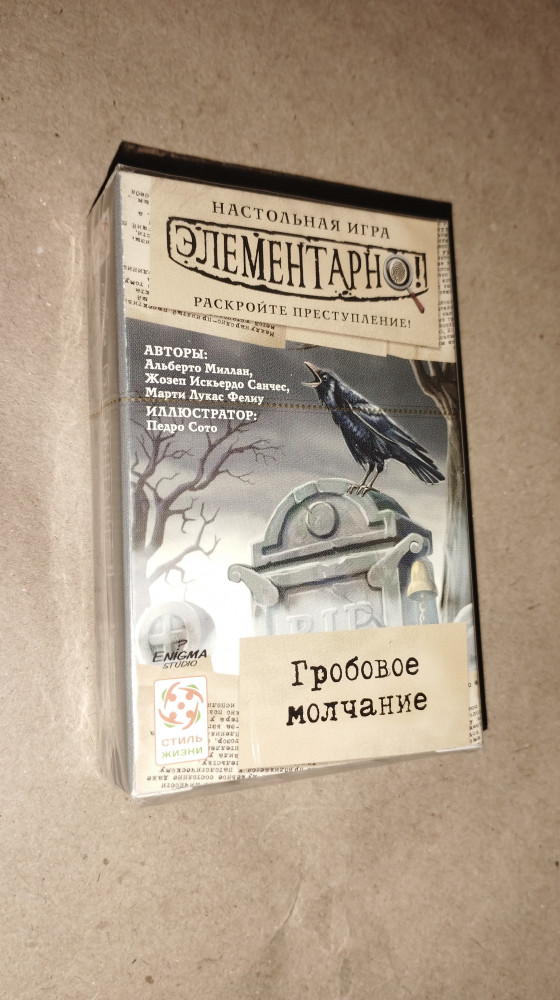 НАСТОЛЬНАЯ ИГРА
ЭЛЕМЕНТАРНО!
РАСКРОЙТЕ ПРЕСТУПЛЕНИЕ!
АВТОРЫ:
Альберто Миллан,
Жозеп Искьердо Санчес,
Марти Лукас Фелиу
ИЛЛЮСТРАТОР:
Педро Сото
RIP
?
ENIGMA
STUDIO
Гробовое
молчание
СТИЛЬ
ЖИЗНИ